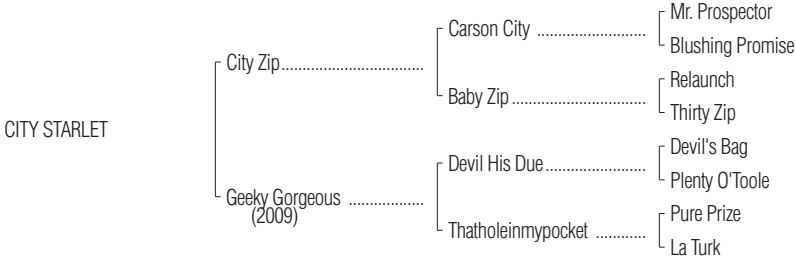 Mr. Prospector
Carson City ..........................
Blushing Promise
City Zip.................................
Relaunch
Baby Zip................................
Thirty Zip
CITY STARLET
Devil's Bag
Devil His Due........................
Plenty O'Toole
Geeky Gorgeous ..................
(2009)
Pure Prize
Thatholeinmypocket ............
La Turk